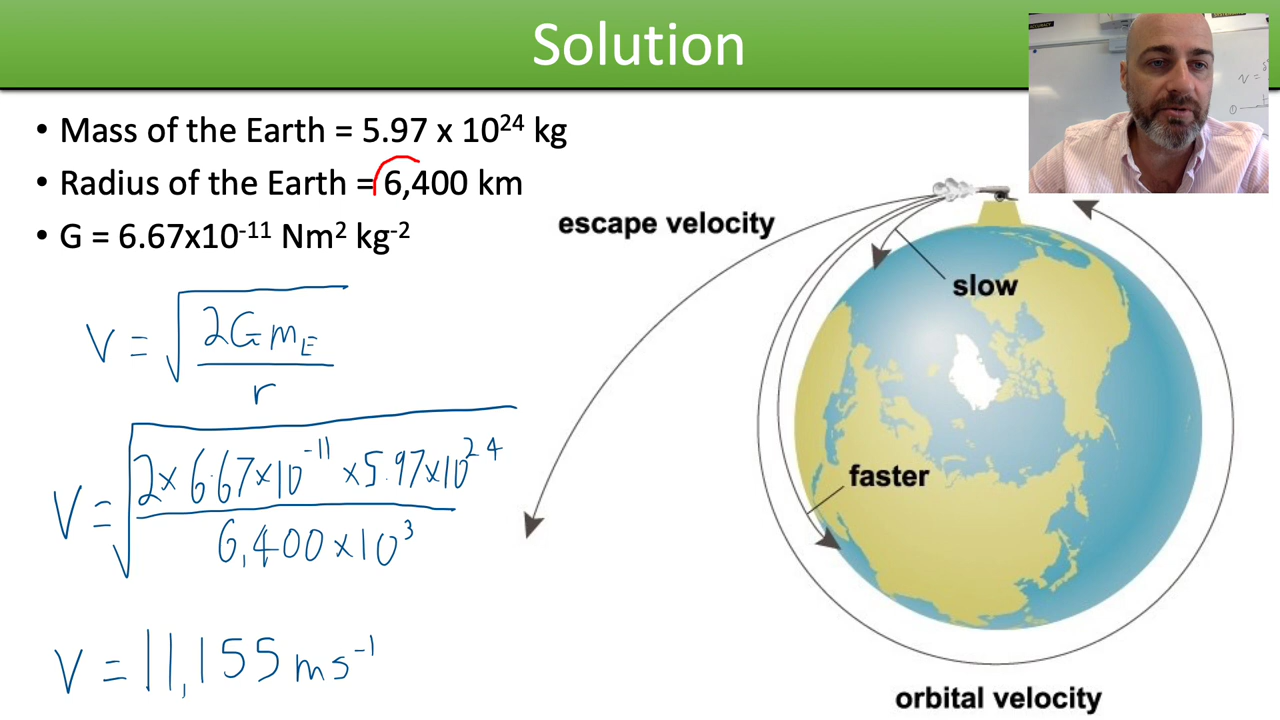 Solution
• Mass of the Earth = 5.97 x 10²⁴ kg
• Radius of the Earth = 6,400 km
• G = 6.67x10⁻¹¹ Nm² kg⁻²
V = √(2GmE / r)
V = √(2 × 6.67×10⁻¹¹ × 5.97×10²⁴ / 6,400×10³)
V = 11,155 ms⁻¹
escape velocity
slow
faster
orbital velocity